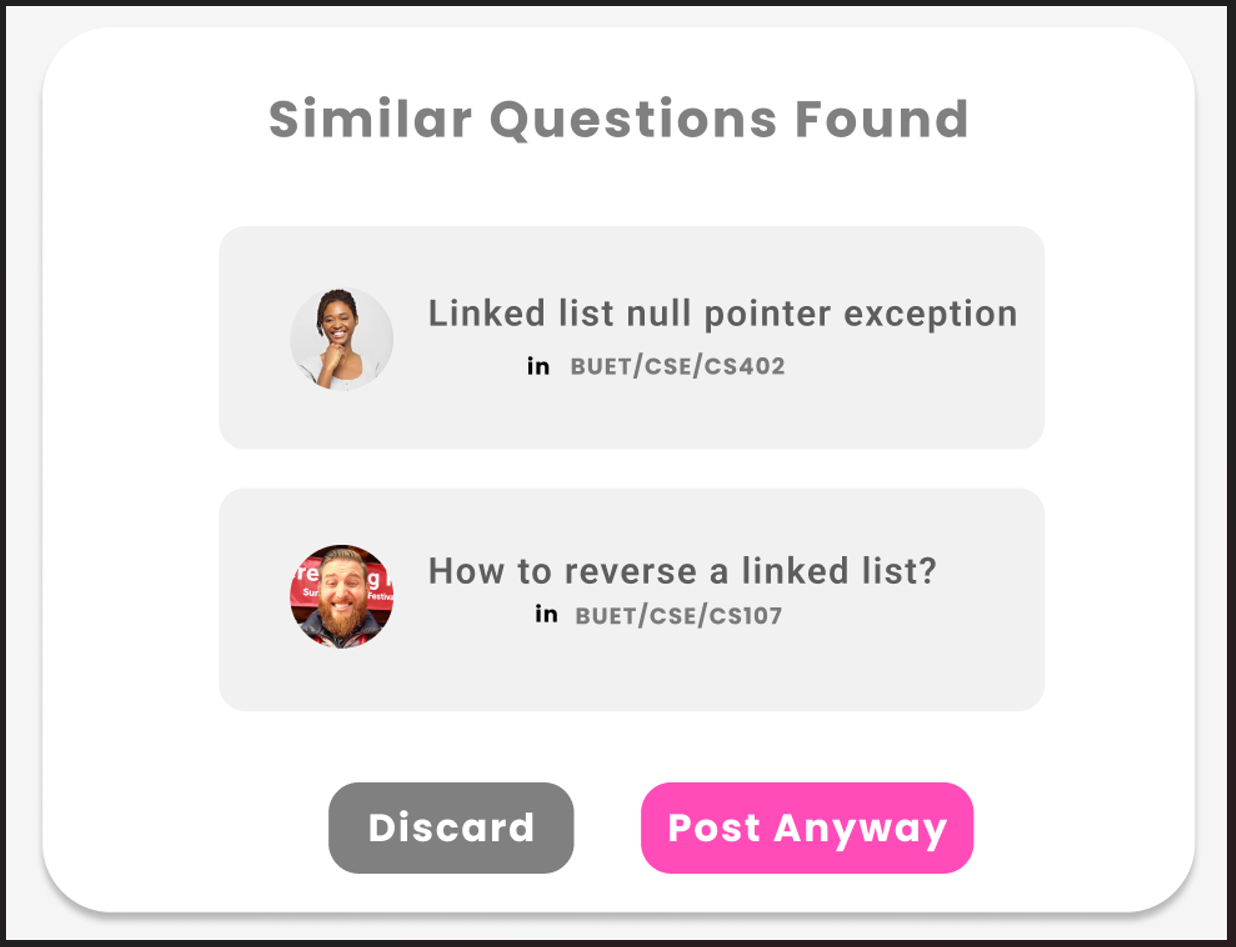 Similar Questions Found
Linked list null pointer exception
in BUET/CSE/CS402
How to reverse a linked list?
in BUET/CSE/CS107
Discard
Post Anyway